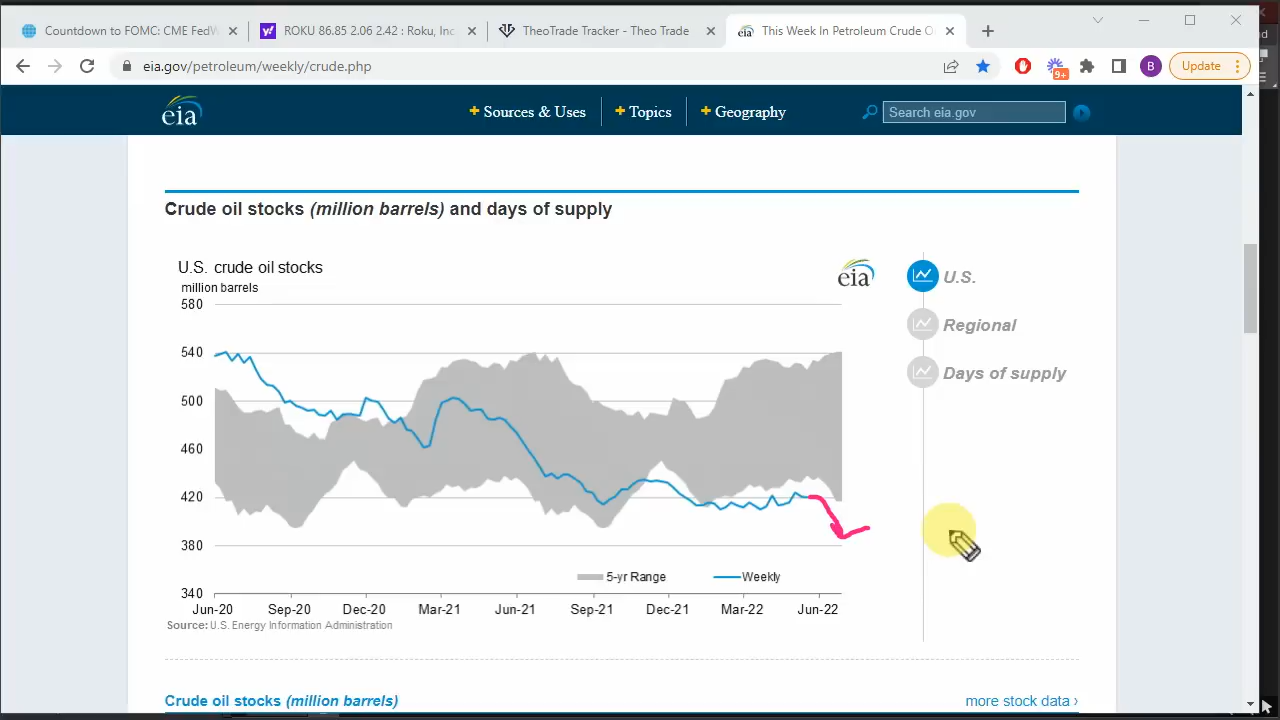 Countdown to FOMC: CME FedW
ROKU 86.85 2.06 2.42 : Roku, Inc
TheoTrade Tracker - Theo Trade
This Week In Petroleum Crude O
eia.gov/petroleum/weekly/crude.php
9+
B
Update
eia
+ Sources & Uses
+ Topics
+ Geography
Search eia.gov
Crude oil stocks (million barrels) and days of supply
U.S. crude oil stocks
million barrels
eia
580
540
500
460
420
380
340
5-yr Range
Weekly
Jun-20 Sep-20 Dec-20 Mar-21 Jun-21 Sep-21 Dec-21 Mar-22 Jun-22
Source: U.S. Energy Information Administration
U.S.
Regional
Days of supply
Crude oil stocks (million barrels)
more stock data ›